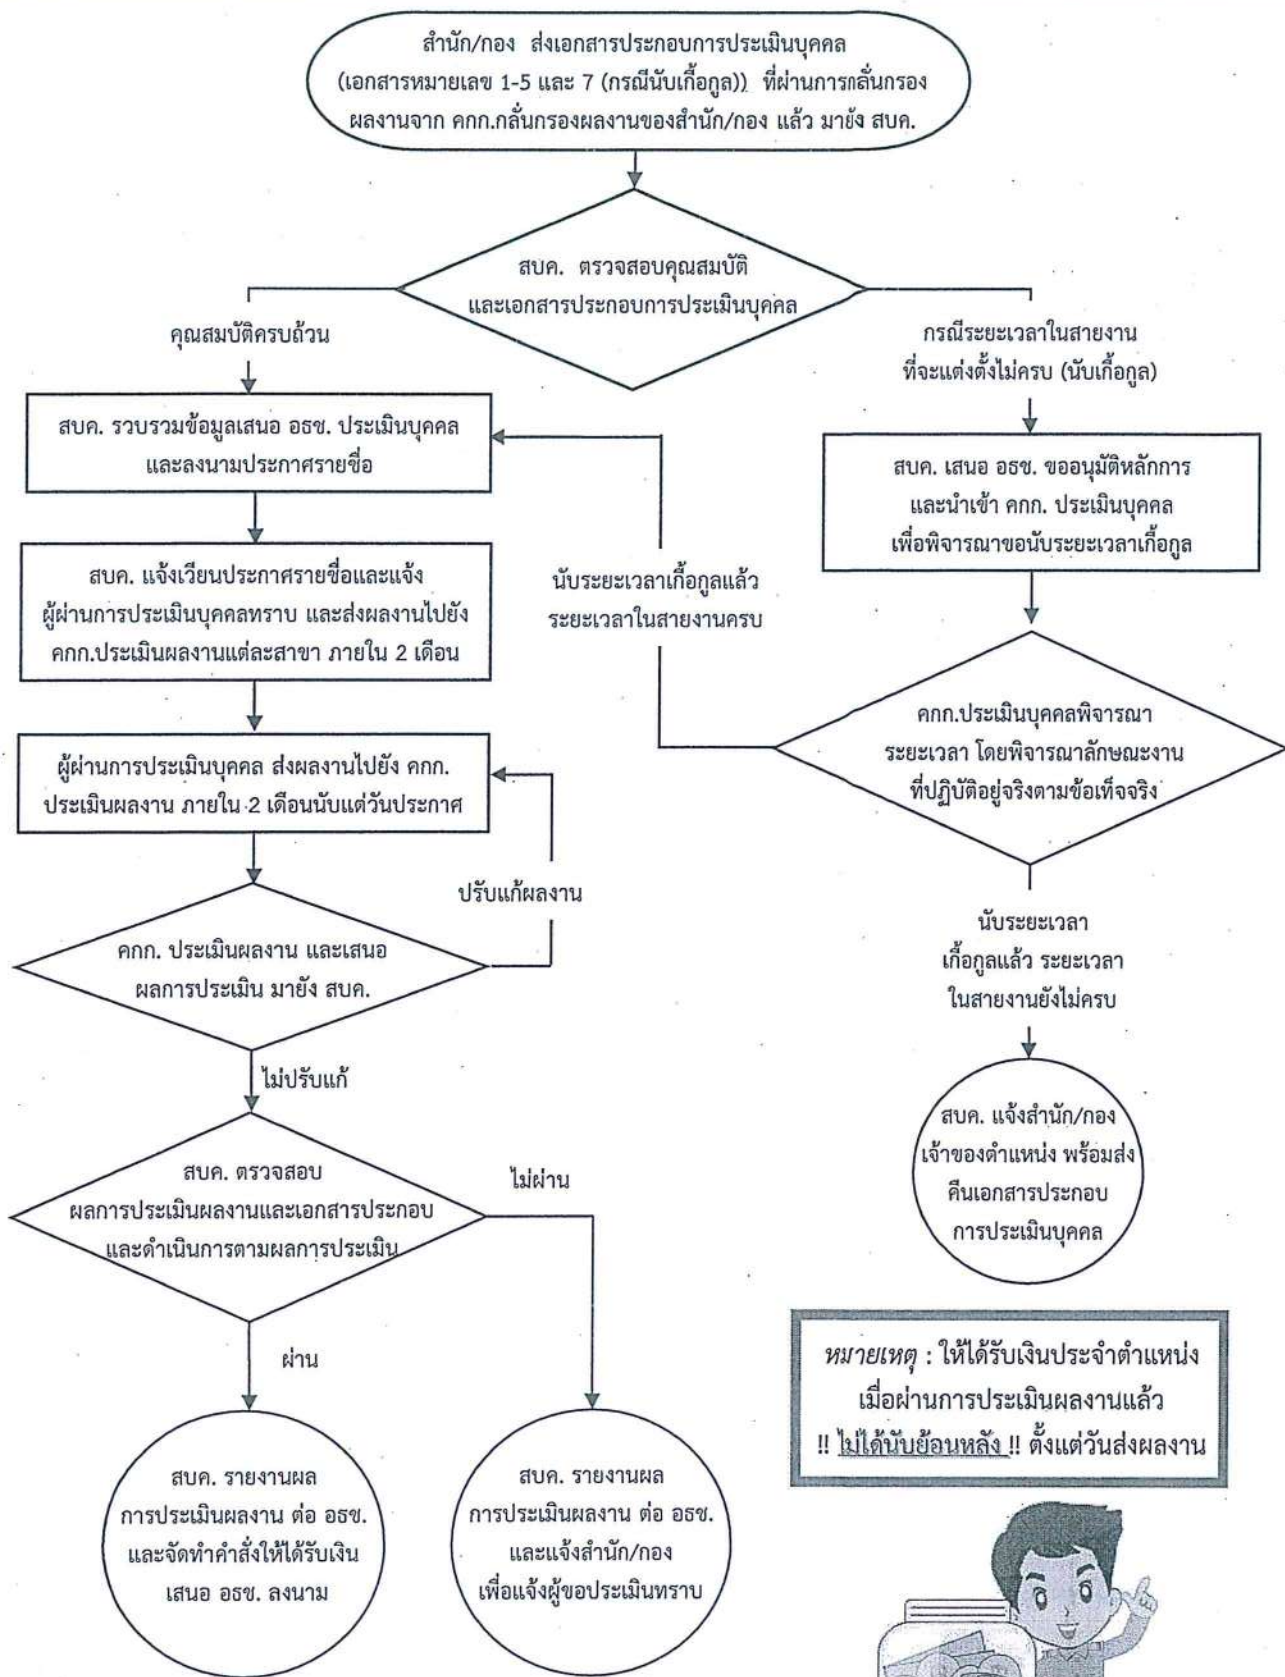 สำนัก/กอง ส่งเอกสารประกอบการประเมินบุคคล
(เอกสารหมายเลข 1-5 และ 7 (กรณีนับเกื้อกูล)) ที่ผ่านการกลั่นกรอง
ผลงานจาก คกก.กลั่นกรองผลงานของสำนัก/กอง แล้ว มายัง สบค.
สบค. ตรวจสอบคุณสมบัติ
และเอกสารประกอบการประเมินบุคคล
คุณสมบัติครบถ้วน
กรณีระยะเวลาในสายงาน
ที่จะแต่งตั้งไม่ครบ (นับเกื้อกูล)
สบค. รวบรวมข้อมูลเสนอ อธช. ประเมินบุคคล
และลงนามประกาศรายชื่อ
สบค. เสนอ อธช. ขออนุมัติหลักการ
และนำเข้า คกก. ประเมินบุคคล
เพื่อพิจารณาขอนับระยะเวลาเกื้อกูล
สบค. แจ้งเวียนประกาศรายชื่อและแจ้ง
ผู้ผ่านการประเมินบุคคลทราบ และส่งผลงานไปยัง
คกก.ประเมินผลงานแต่ละสาขา ภายใน 2 เดือน
นับระยะเวลาเกื้อกูลแล้ว
ระยะเวลาในสายงานครบ
คกก.ประเมินบุคคลพิจารณา
ระยะเวลา โดยพิจารณาลักษณะงาน
ที่ปฏิบัติอยู่จริงตามข้อเท็จจริง
ผู้ผ่านการประเมินบุคคล ส่งผลงานไปยัง คกก.
ประเมินผลงาน ภายใน 2 เดือนนับแต่วันประกาศ
ปรับแก้ผลงาน
คกก. ประเมินผลงาน และเสนอ
ผลการประเมิน มายัง สบค.
นับระยะเวลา
เกื้อกูลแล้ว ระยะเวลา
ในสายงานยังไม่ครบ
ไม่ปรับแก้
สบค. แจ้งสำนัก/กอง
เจ้าของตำแหน่ง พร้อมส่ง
คืนเอกสารประกอบ
การประเมินบุคคล
สบค. ตรวจสอบ
ผลการประเมินผลงานและเอกสารประกอบ
และดำเนินการตามผลการประเมิน
ไม่ผ่าน
ผ่าน
หมายเหตุ : ให้ได้รับเงินประจำตำแหน่ง
เมื่อผ่านการประเมินผลงานแล้ว
!! ไม่ได้นับย้อนหลัง !! ตั้งแต่วันส่งผลงาน
สบค. รายงานผล
การประเมินผลงาน ต่อ อธช.
และจัดทำคำสั่งให้ได้รับเงิน
เสนอ อธช. ลงนาม
สบค. รายงานผล
การประเมินผลงาน ต่อ อธช.
และแจ้งสำนัก/กอง
เพื่อแจ้งผู้ขอประเมินทราบ